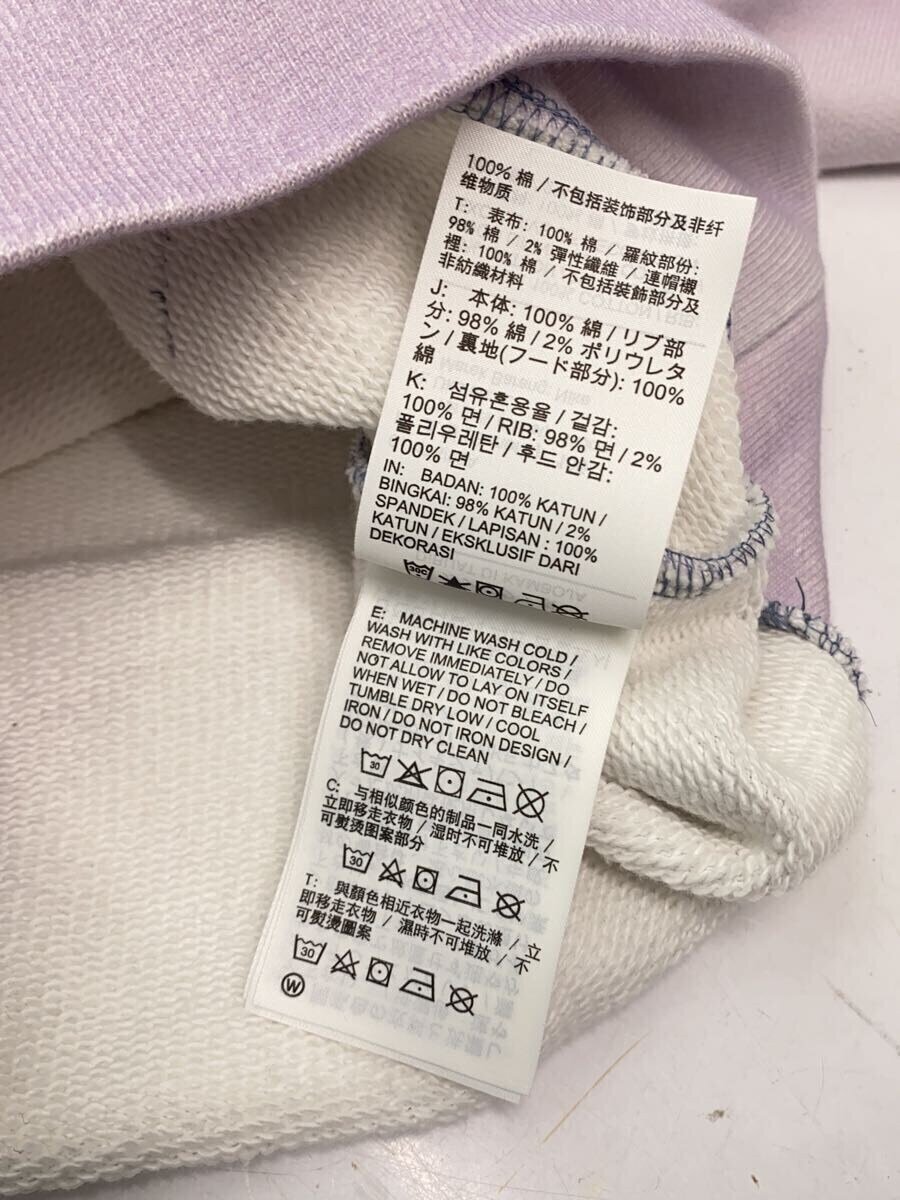 100% 棉 / 不包括装饰部分及非纤
维物质
T: 表布: 100% 棉 / 羅紋部份:
98% 棉 / 2% 彈性纖維 / 連帽襯
裡: 100% 棉 / 不包括裝飾部分及
非紡織材料
J: 本体: 100% 綿 / リブ部
分: 98% 綿 / 2% ポリウレタ
ン / 裏地(フード部分): 100%
綿
K: 섬유혼용율 / 겉감:
100% 면 / RIB: 98% 면 / 2%
폴리우레탄 / 후드 안감:
100% 면
IN: BADAN: 100% KATUN /
BINGKAI: 98% KATUN / 2%
SPANDEK / LAPISAN : 100%
KATUN / EKSKLUSIF DARI
DEKORASI
30C
E: MACHINE WASH COLD /
WASH WITH LIKE COLORS /
REMOVE IMMEDIATELY / DO
NOT ALLOW TO LAY ON ITSELF
WHEN WET / DO NOT BLEACH /
TUMBLE DRY LOW / COOL
IRON / DO NOT IRON DESIGN /
DO NOT DRY CLEAN
30
C: 与相似颜色的制品一同水洗 /
立即移走衣物 / 湿时不可堆放 / 不
可熨烫图案部分
30
T: 與顏色相近衣物一起洗滌 / 立
即移走衣物 / 濕時不可堆放 / 不
可熨燙圖案
30
W